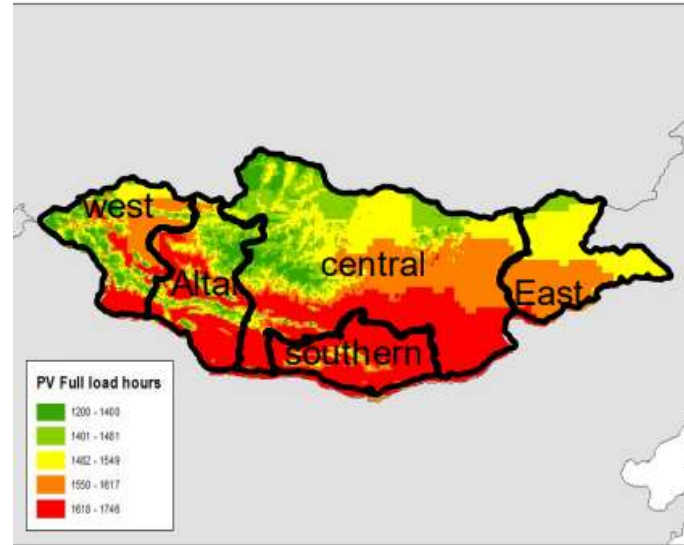 west
Altai
central
East
southern
PV Full load hours
1200 - 1400
1401 - 1481
1482 - 1549
1550 - 1617
1618 - 1746